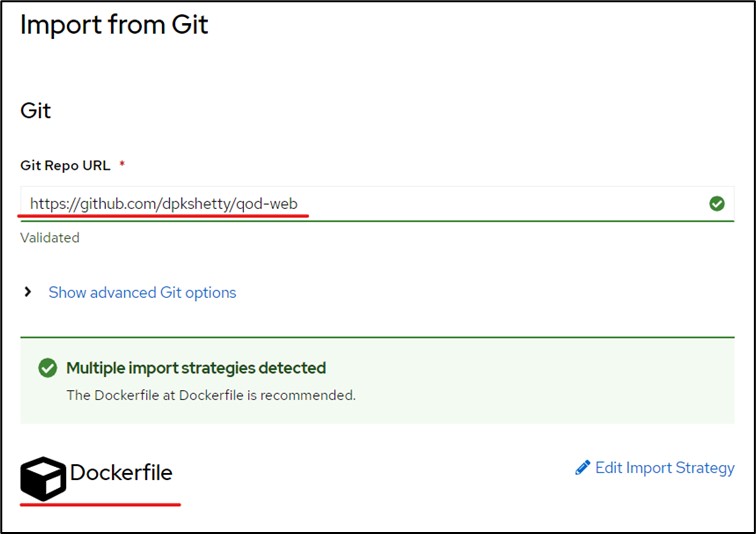 Import from Git
Git
Git Repo URL *
https://github.com/dpkshetty/qod-web
Validated
Show advanced Git options
Multiple import strategies detected
The Dockerfile at Dockerfile is recommended.
Dockerfile
Edit Import Strategy